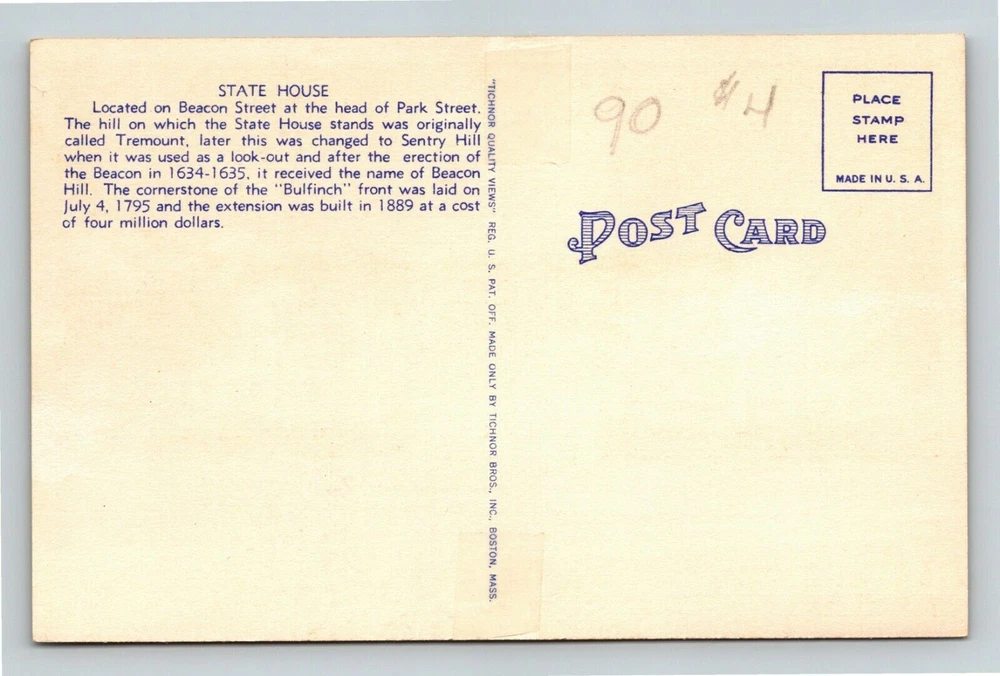 STATE HOUSE
Located on Beacon Street at the head of Park Street.
The hill on which the State House stands was originally
called Tremount, later this was changed to Sentry Hill
when it was used as a look-out and after the erection of
the Beacon in 1634-1635, it received the name of Beacon
Hill. The cornerstone of the "Bulfinch" front was laid on
July 4, 1795 and the extension was built in 1889 at a cost
of four million dollars.
"TICHNOR QUALITY VIEWS" REG. U. S. PAT. OFF. MADE ONLY BY TICHNOR BROS., INC., BOSTON, MASS.
90 $4
PLACE
STAMP
HERE
MADE IN U. S. A.
POST CARD